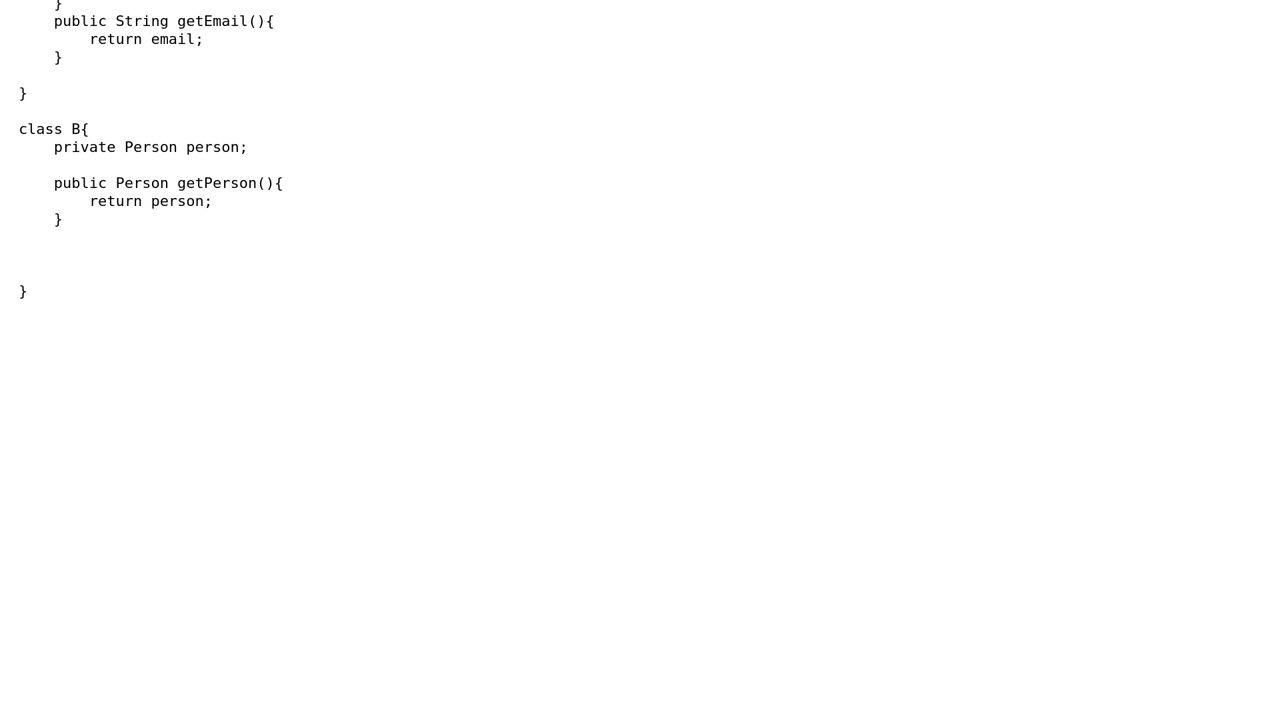 }
    public String getEmail(){
        return email;
    }

}

class B{
    private Person person;

    public Person getPerson(){
        return person;
    }



}